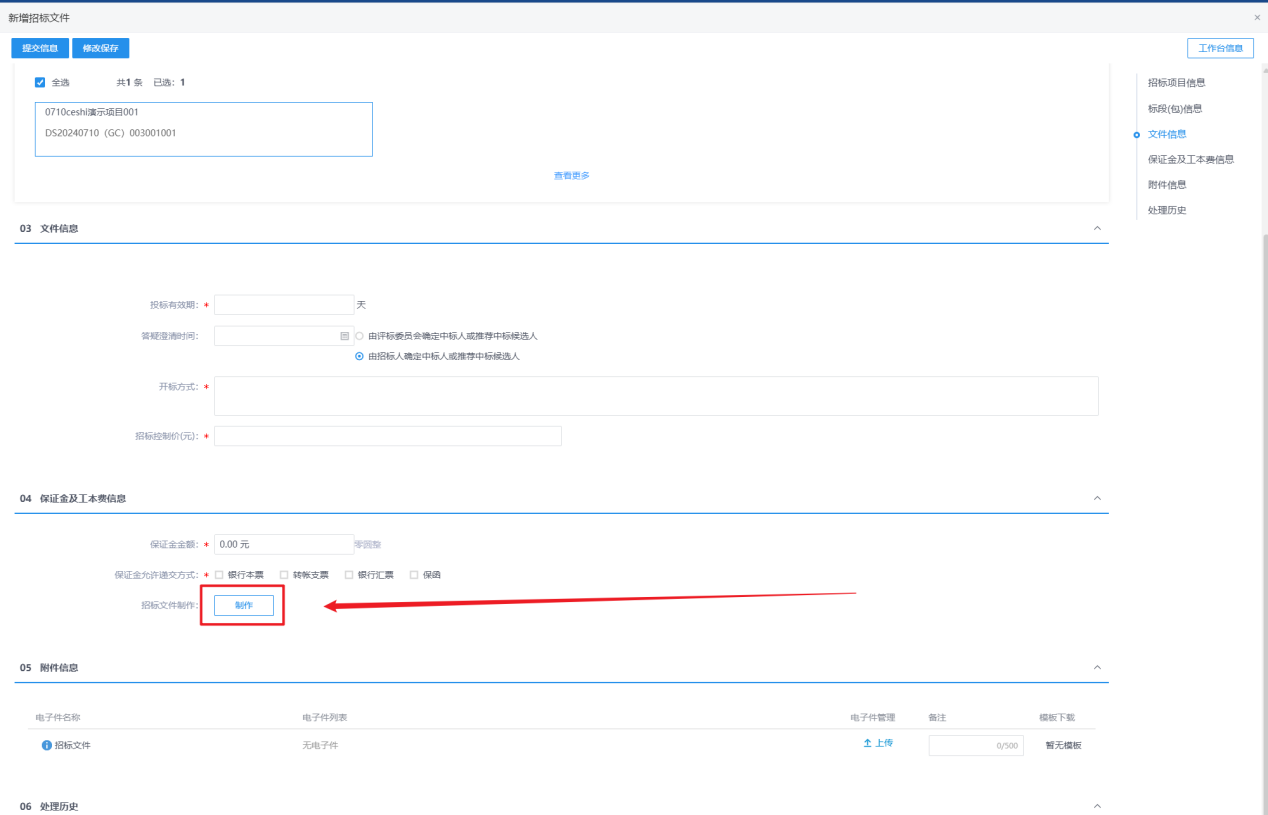 新增招标文件
×
提交信息 修改保存 工作台信息
全选 共1 条 已选：1
0710ceshi演示项目001
DS20240710（GC）003001001
查看更多
招标项目信息
标段(包)信息
文件信息
保证金及工本费信息
附件信息
处理历史
03 文件信息
投标有效期: * 天
答疑澄清时间: 由评标委员会确定中标人或推荐中标候选人
由招标人确定中标人或推荐中标候选人
开标方式: *
招标控制价(元): *
04 保证金及工本费信息
保证金金额: * 0.00 元 零圆整
保证金允许递交方式: * 银行本票 转帐支票 银行汇票 保函
招标文件制作: 制作
05 附件信息
电子件名称 电子件列表 电子件管理 备注 模板下载
招标文件 无电子件 上传 0/500 暂无模板
06 处理历史